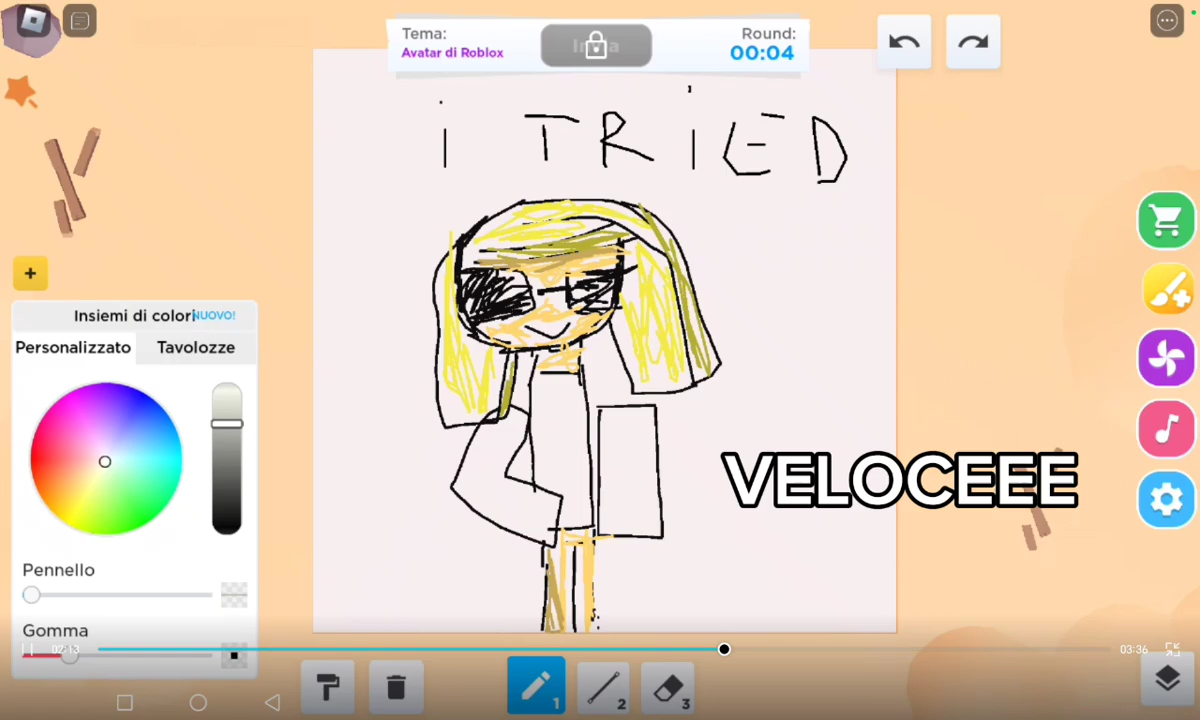 Tema:
Avatar di Roblox
Round:
00:04
i TRiED
Insiemi di colori NUOVO!
Personalizzato
Tavolozze
VELOCEEE
Pennello
Gomma
02:13
03:36
1
2
3